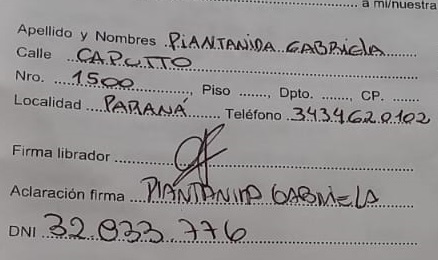 a mi/nuestra
Apellido y Nombres PIANTANIDA GABRIELA
Calle CAPUTTO
Nro. 1500, Piso ......, Dpto. ......, CP. ......
Localidad PARANÁ Teléfono 3434620102
Firma librador
Aclaración firma PIANTANIDA GABRIELA
DNI 32.833.776